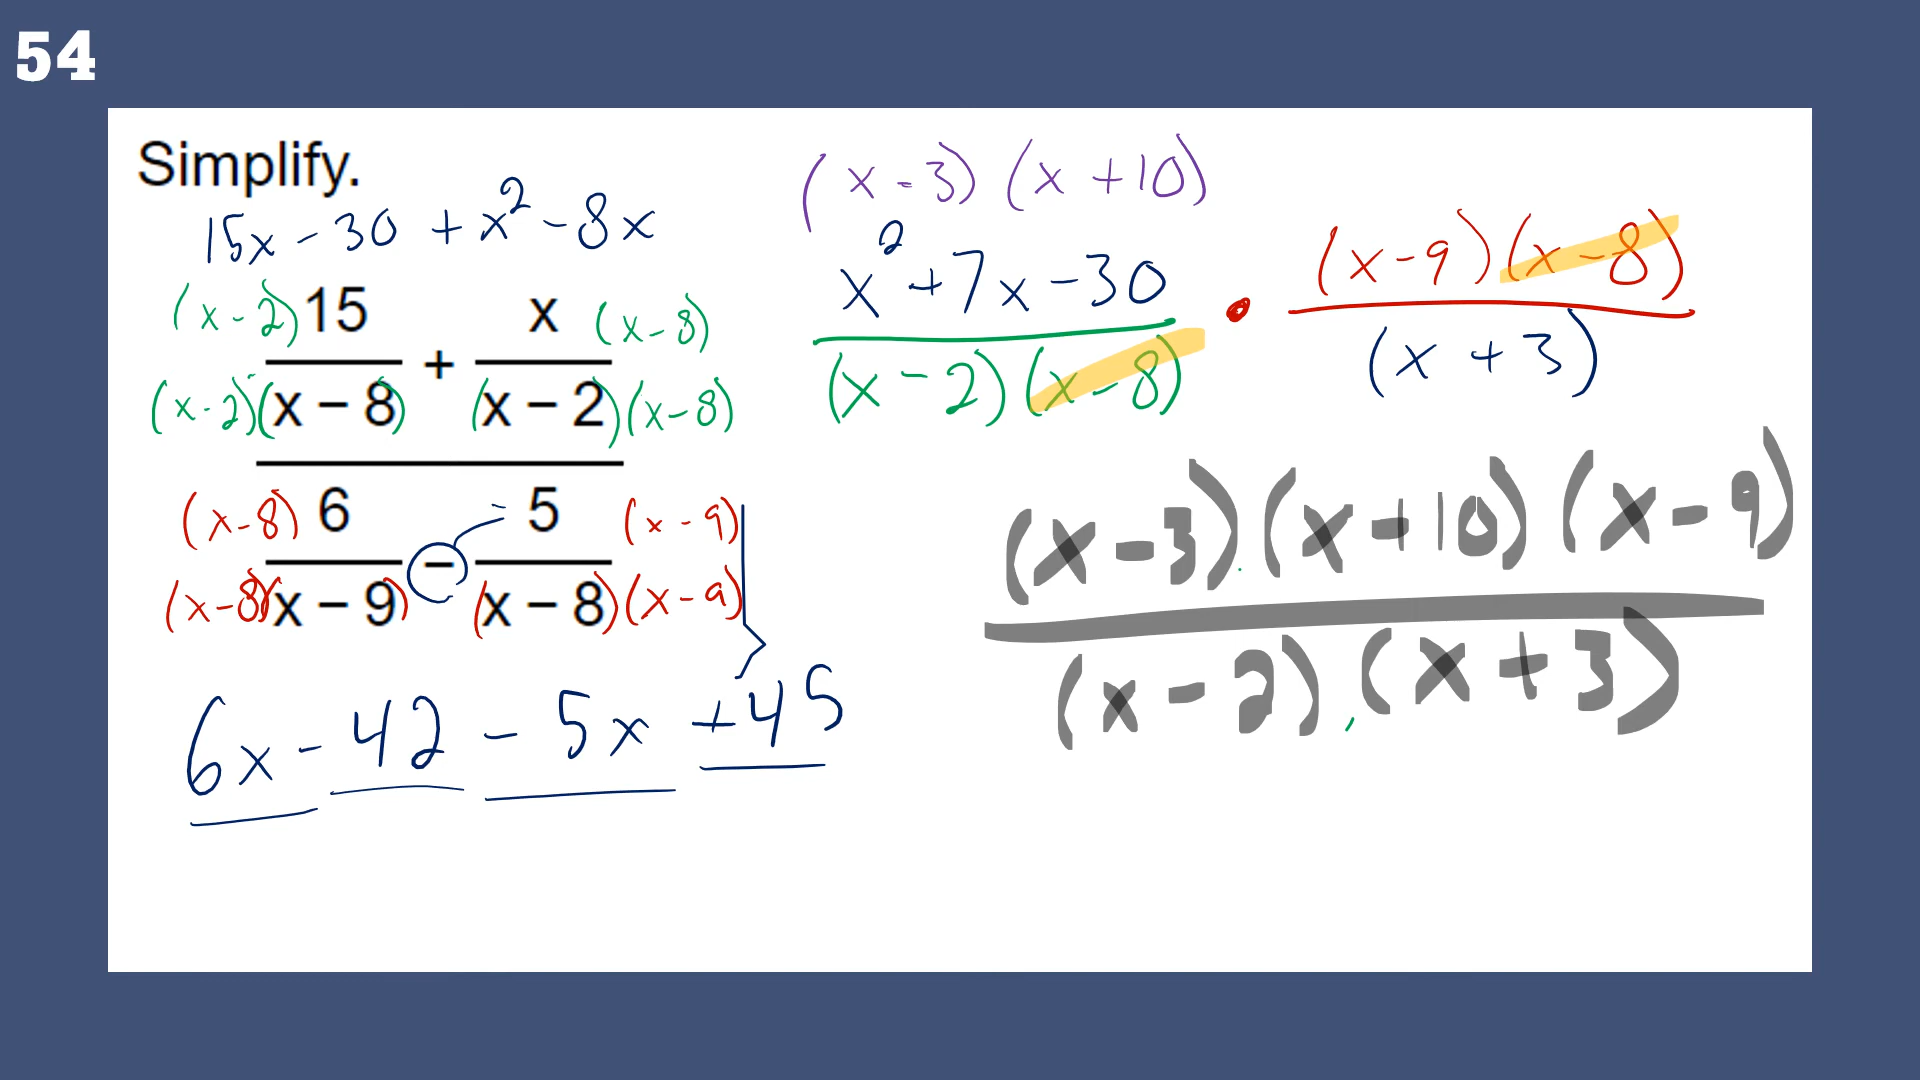 54
Simplify.
15x - 30 + x² - 8x
(x - 2) 15 x (x - 8)
+
(x - 2)(x – 8) (x – 2)(x - 8)
(x - 8) 6 5 (x - 9)
–
(x - 8)(x – 9) (x – 8)(x - 9)
6x - 42 - 5x + 45
(x - 3)(x + 10)
x² + 7x - 30
(x - 2)(x - 8)
·
(x - 9)(x - 8)
(x + 3)
(x - 3)(x + 10)(x - 9)
(x - 2)(x + 3)